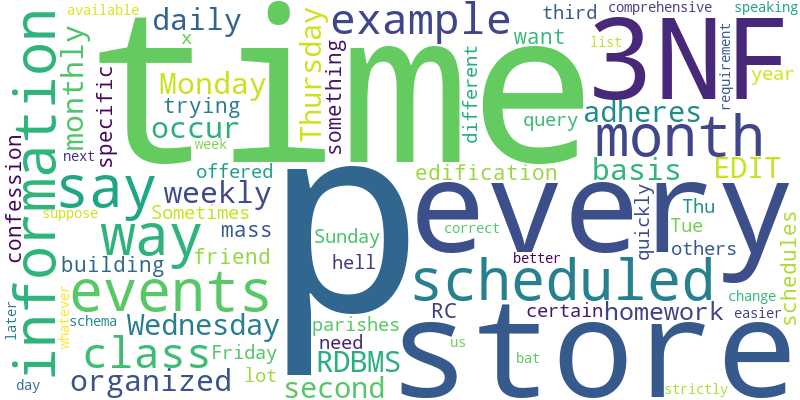 available
daily
example
third
comprehensive
speaking
x
information
monthly
time
Thursday
something
want
list
3NF
requirement
year
Monday
specific
trying
different
query
adheres
occur
month
week
next
confession
offered
edification
basis
EDIT
say
weekly
p
every
suppose
Sometimes
mass
way
friend
Sunday
hell
correct
quickly
Thu
Tue
others
schedules
building
better
scheduled
change
easier
events
whatever
later
schema
Wednesday
parishes
RC
certain
homework
store
need
us
class
Friday
RDBMS
bat
day
organized
lot
second
strictly